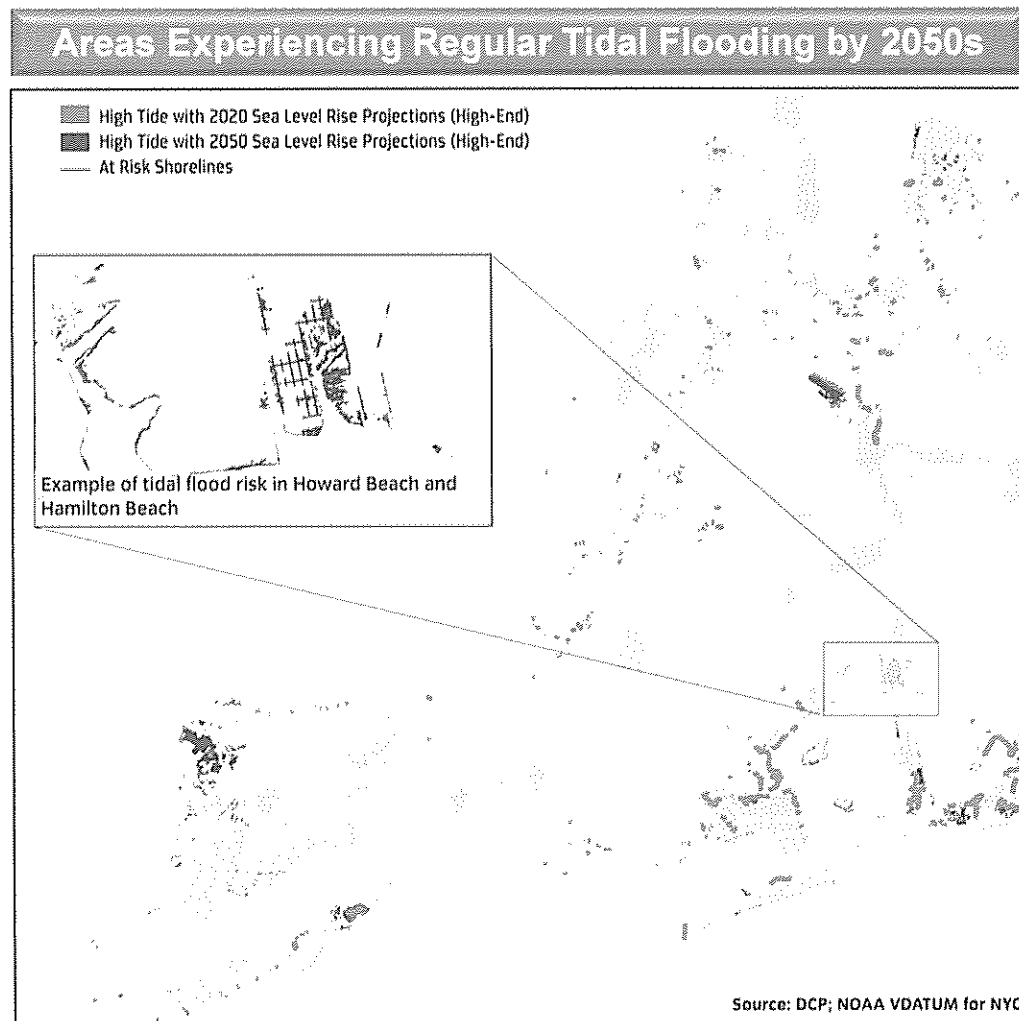 Areas Experiencing Regular Tidal Flooding by 2050s
High Tide with 2020 Sea Level Rise Projections (High-End)
High Tide with 2050 Sea Level Rise Projections (High-End)
At Risk Shorelines
Example of tidal flood risk in Howard Beach and
Hamilton Beach
Source: DCP; NOAA VDATUM for NYC